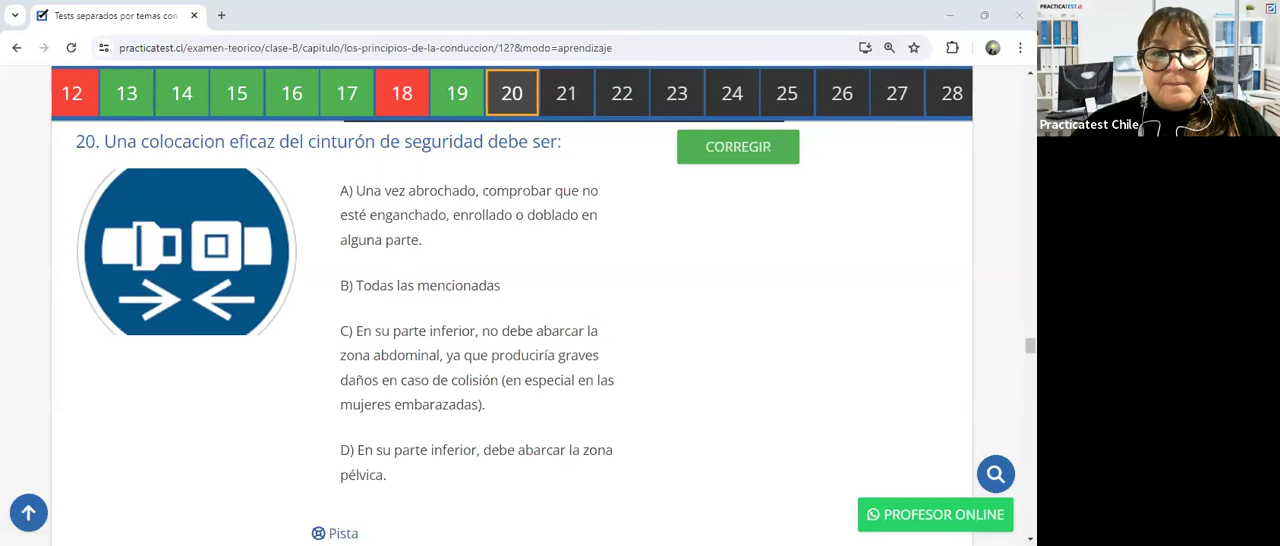 Tests separados por temas con
practicatest.cl/examen-teorico/clase-B/capitulo/los-principios-de-la-conduccion/12?&modo=aprendizaje
PRACTICATEST.cl
12 13 14 15 16 17 18 19 20 21 22 23 24 25 26 27 28
Practicatest Chile
20. Una colocacion eficaz del cinturón de seguridad debe ser:
CORREGIR
A) Una vez abrochado, comprobar que no
esté enganchado, enrollado o doblado en
alguna parte.
B) Todas las mencionadas
C) En su parte inferior, no debe abarcar la
zona abdominal, ya que produciría graves
daños en caso de colisión (en especial en las
mujeres embarazadas).
D) En su parte inferior, debe abarcar la zona
pélvica.
PROFESOR ONLINE
Pista